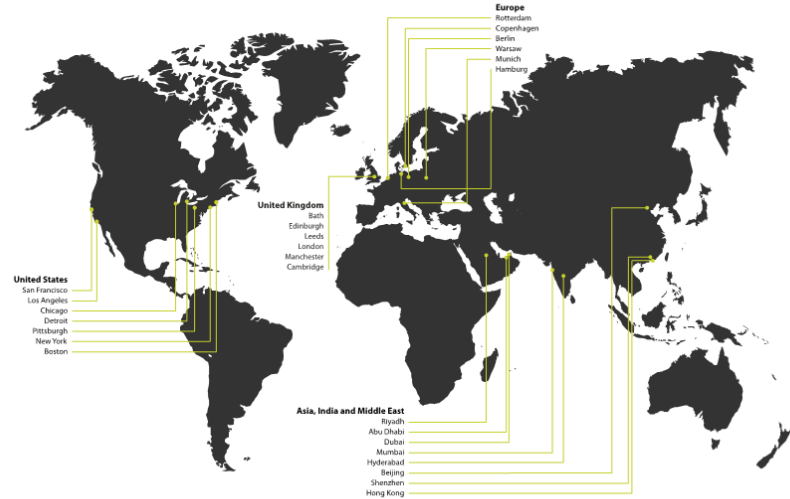 Europe
Rotterdam
Copenhagen
Berlin
Warsaw
Munich
Hamburg
United Kingdom
Bath
Edinburgh
Leeds
London
Manchester
Cambridge
United States
San Francisco
Los Angeles
Chicago
Detroit
Pittsburgh
New York
Boston
Asia, India and Middle East
Riyadh
Abu Dhabi
Dubai
Mumbai
Hyderabad
Beijing
Shenzhen
Hong Kong